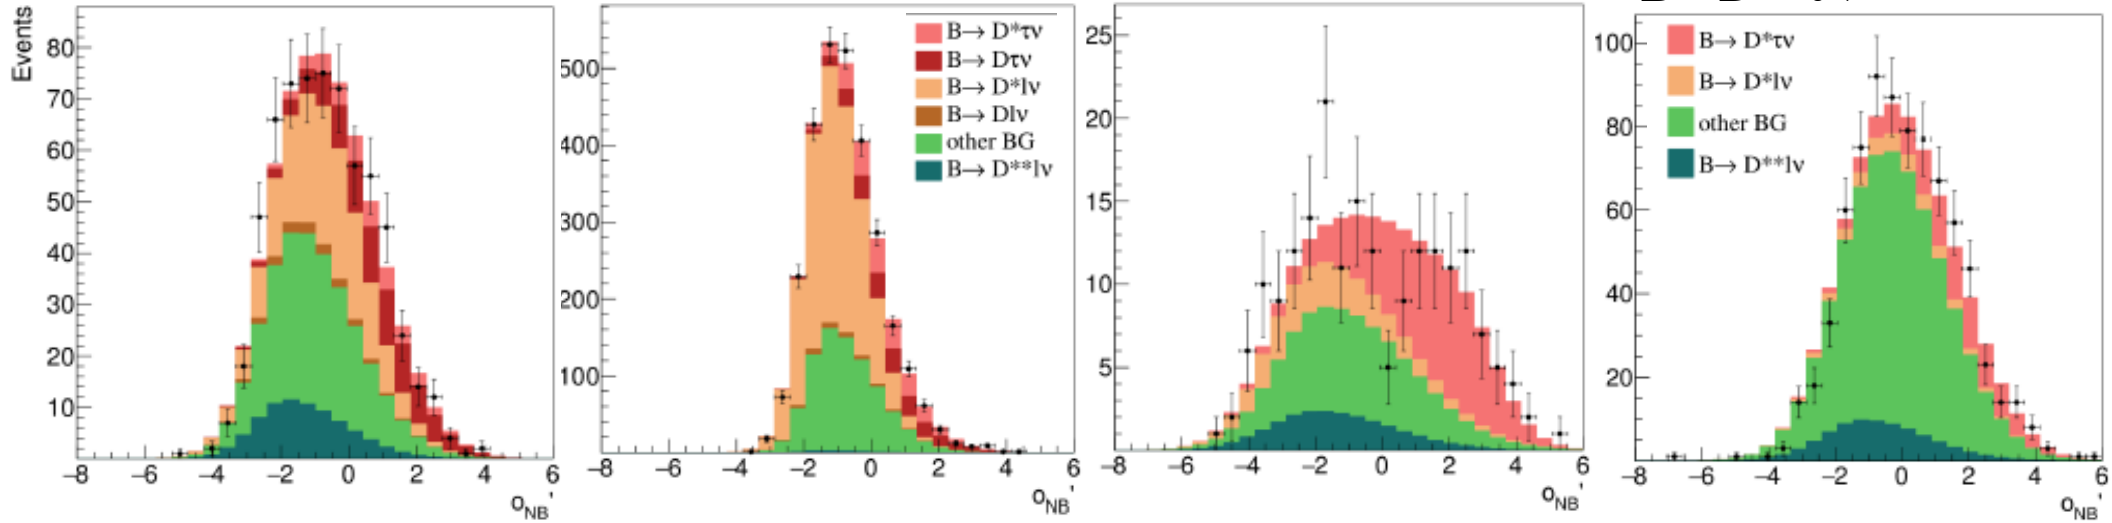 Events
80
70
60
50
40
30
20
10
−8 −6 −4 −2 0 2 4 6
o_NB'
500
400
300
200
100
−8 −6 −4 −2 0 2 4 6
o_NB'
B→ D*τν
B→ Dτν
B→ D*lν
B→ Dlν
other BG
B→ D**lν
25
20
15
10
5
−8 −6 −4 −2 0 2 4 6
o_NB'
100
80
60
40
20
−8 −6 −4 −2 0 2 4 6
o_NB'
B→ D*τν
B→ D*lν
other BG
B→ D**lν